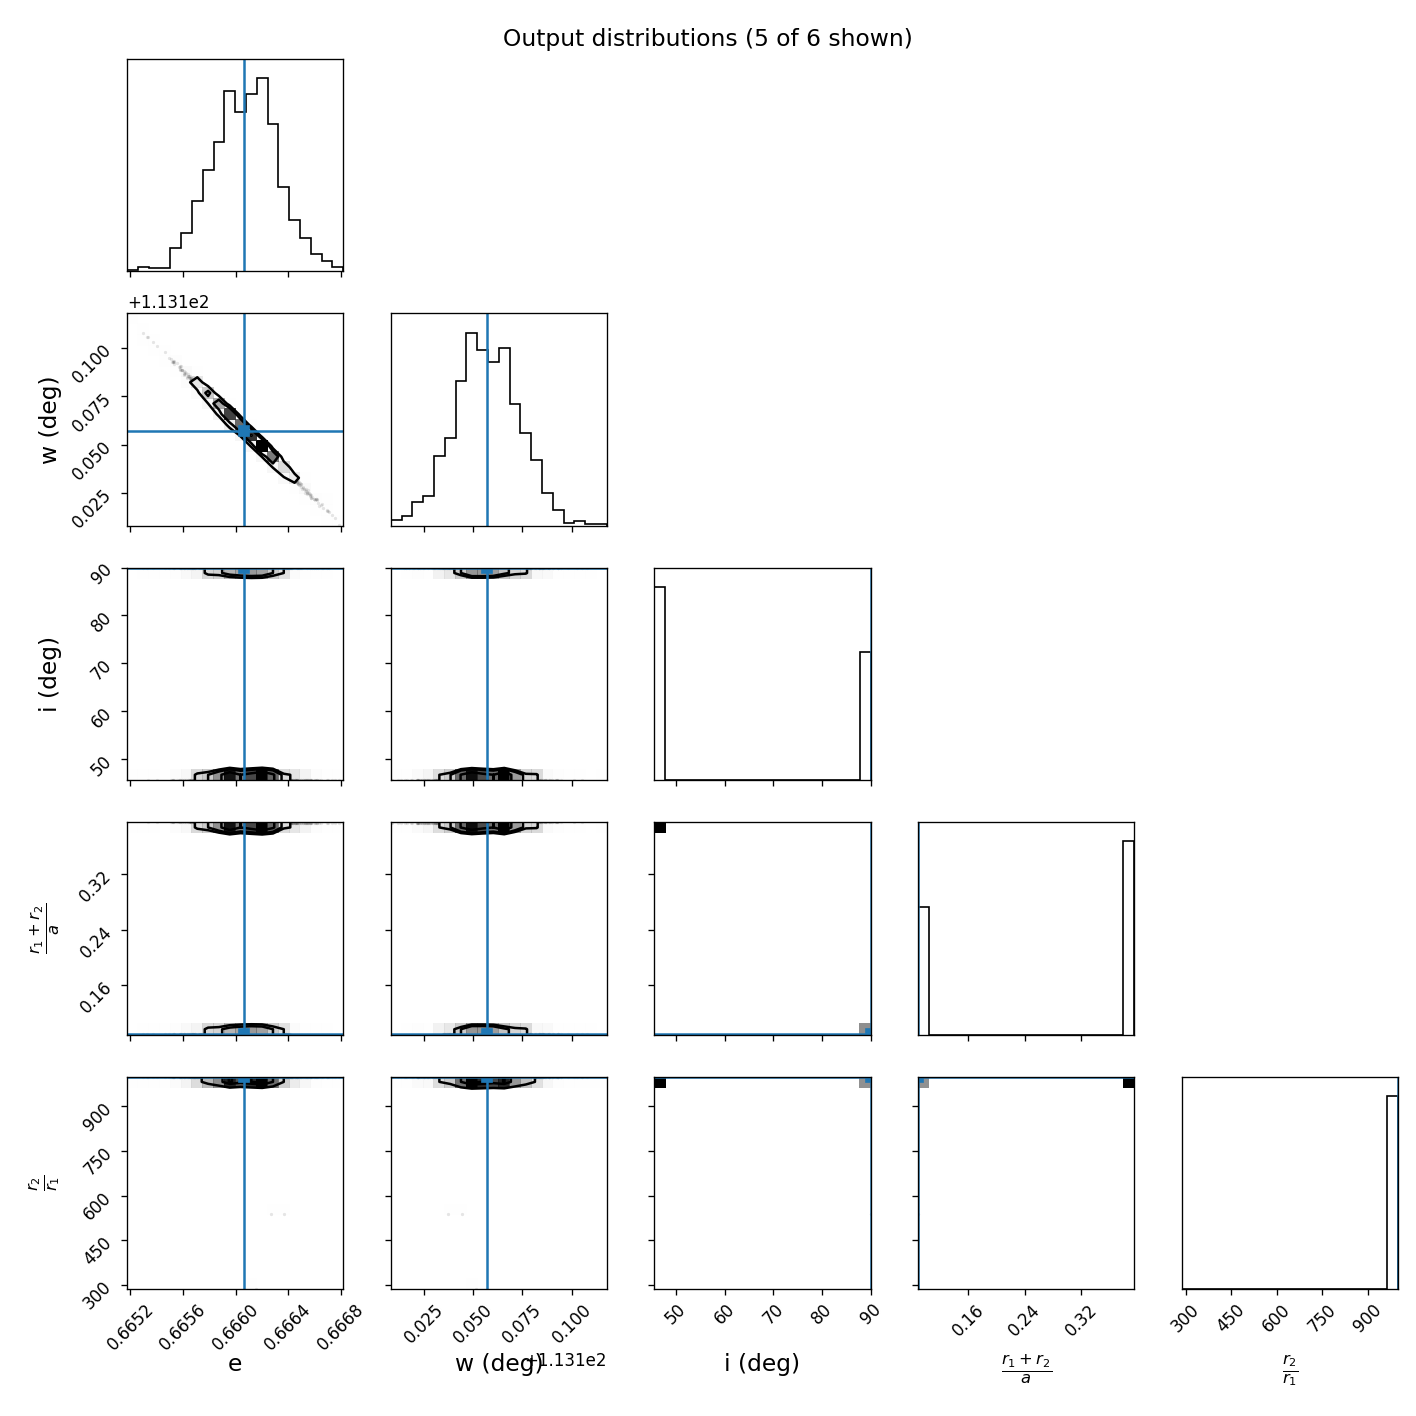 Output distributions (5 of 6 shown)
+1.131e2
w (deg)
0.100
0.075
0.050
0.025
i (deg)
90
80
70
60
50
r₁ + r₂
a
0.32
0.24
0.16
r₂
r₁
900
750
600
450
300
0.6652 0.6656 0.6660 0.6664 0.6668
0.025 0.050 0.075 0.100
50 60 70 80 90
0.16 0.24 0.32
300 450 600 750 900
e
w (deg)
+1.131e2
i (deg)
r₁ + r₂
a
r₂
r₁